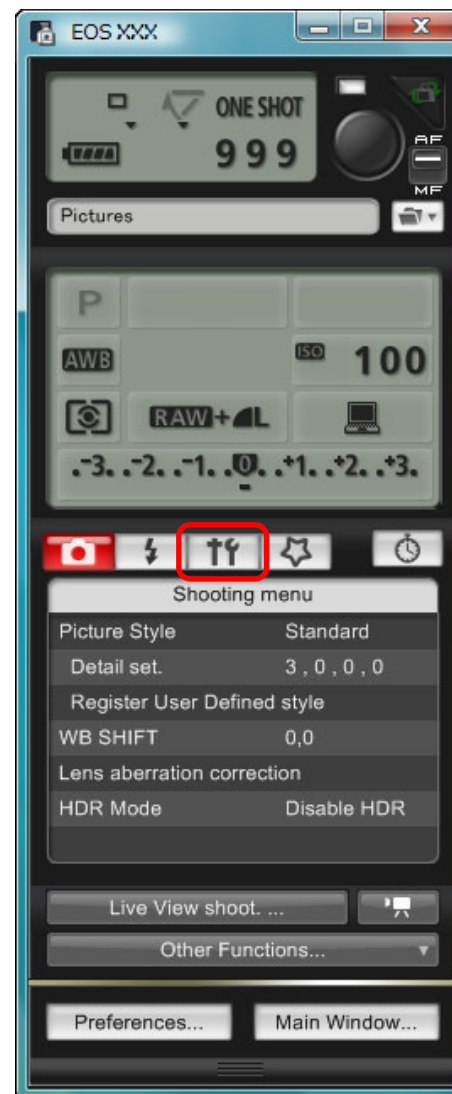 EOS XXX
ONE SHOT
999
AF
MF
Pictures
P
AWB
ISO 100
RAW+L
.-3. .-2. .-1. .0. .+1. .+2. .+3.
Shooting menu
Picture Style Standard
Detail set. 3 , 0 , 0 , 0
Register User Defined style
WB SHIFT 0,0
Lens aberration correction
HDR Mode Disable HDR
Live View shoot. ...
Other Functions...
Preferences... Main Window...